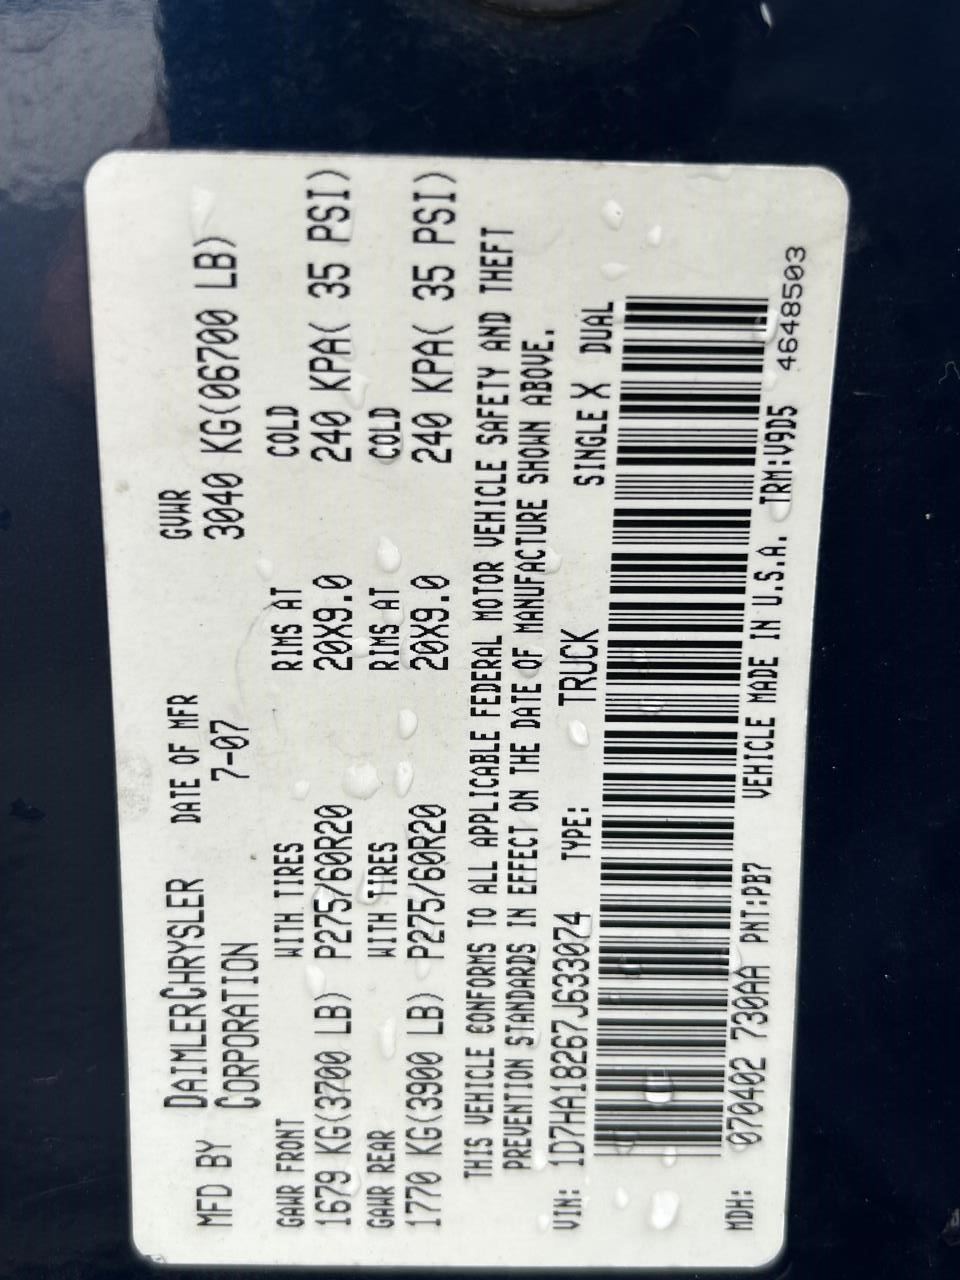 MFD BY DAIMLERCHRYSLER DATE OF MFR GVWR
CORPORATION 7-07 3040 KG(06700 LB)
GAWR FRONT WITH TIRES RIMS AT COLD
1679 KG(3700 LB) P275/60R20 20X9.0 240 KPA( 35 PSI)
GAWR REAR WITH TIRES RIMS AT COLD
1770 KG(3900 LB) P275/60R20 20X9.0 240 KPA( 35 PSI)
THIS VEHICLE CONFORMS TO ALL APPLICABLE FEDERAL MOTOR VEHICLE SAFETY AND THEFT
PREVENTION STANDARDS IN EFFECT ON THE DATE OF MANUFACTURE SHOWN ABOVE.
VIN: 1D7HA18267J633074 TYPE: TRUCK SINGLE X DUAL
MDH: 070402 730AA PNT:PB7 VEHICLE MADE IN U.S.A. TRM:V9D5 4648503